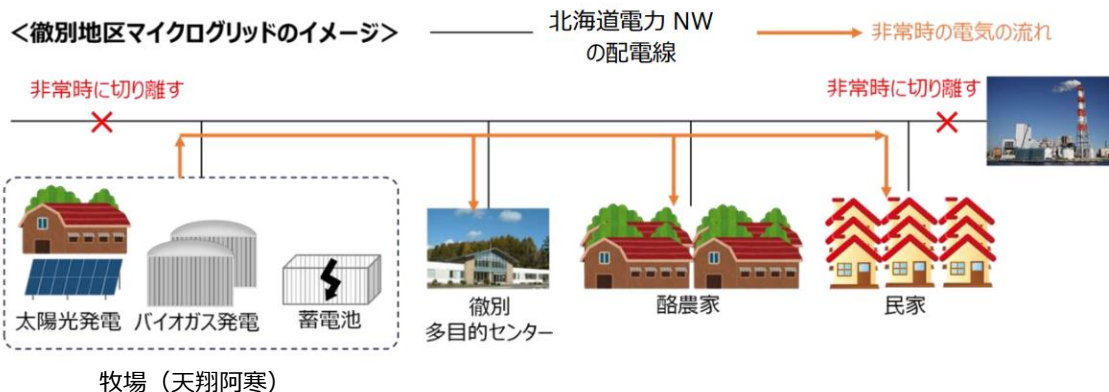 <徹別地区マイクログリッドのイメージ>
北海道電力 NW
の配電線
非常時の電気の流れ
非常時に切り離す
非常時に切り離す
太陽光発電
バイオガス発電
蓄電池
徹別
多目的センター
酪農家
民家
牧場（天翔阿寒）